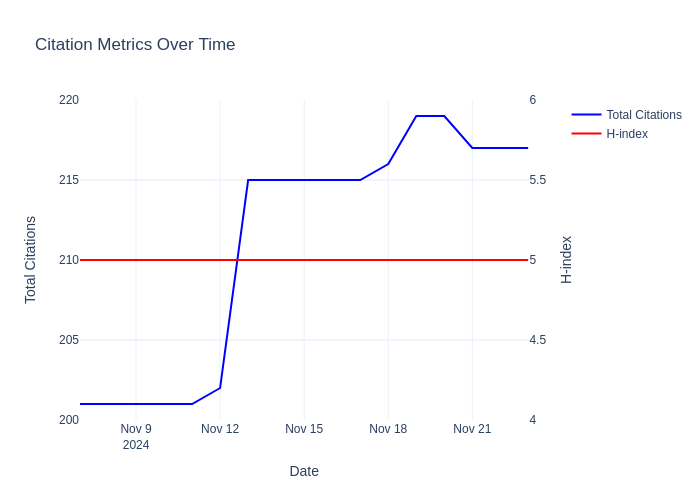 Citation Metrics Over Time
220
215
210
205
200
Total Citations
6
5.5
5
4.5
4
H-index
Total Citations
H-index
Nov 9
2024
Nov 12
Nov 15
Nov 18
Nov 21
Date